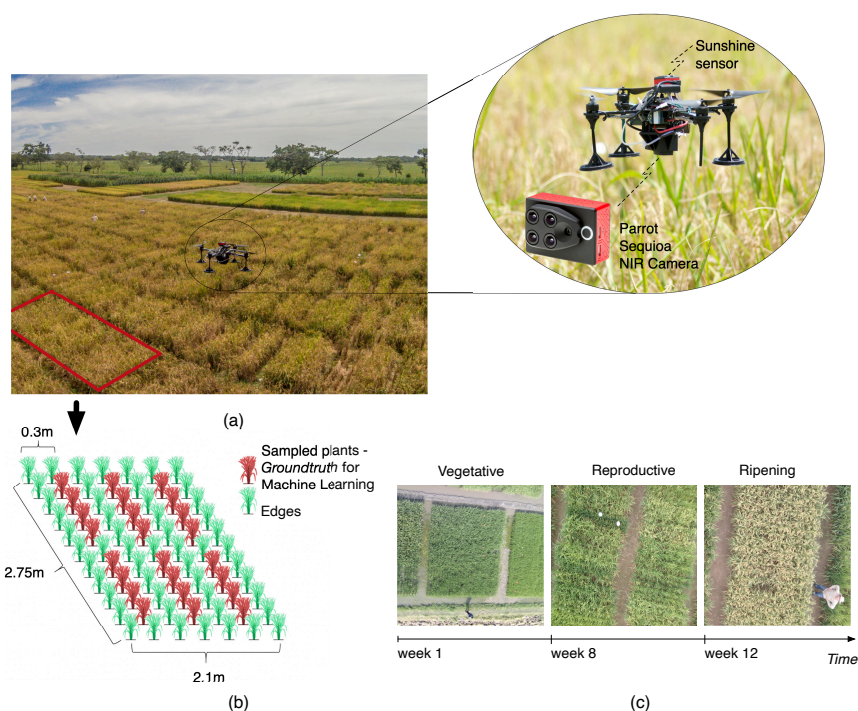 Sunshine
sensor
Parrot
Sequioa
NIR Camera
(a)
0.3m
Sampled plants -
Groundtruth for
Machine Learning
Edges
2.75m
2.1m
(b)
Vegetative
Reproductive
Ripening
week 1
week 8
week 12
Time
(c)